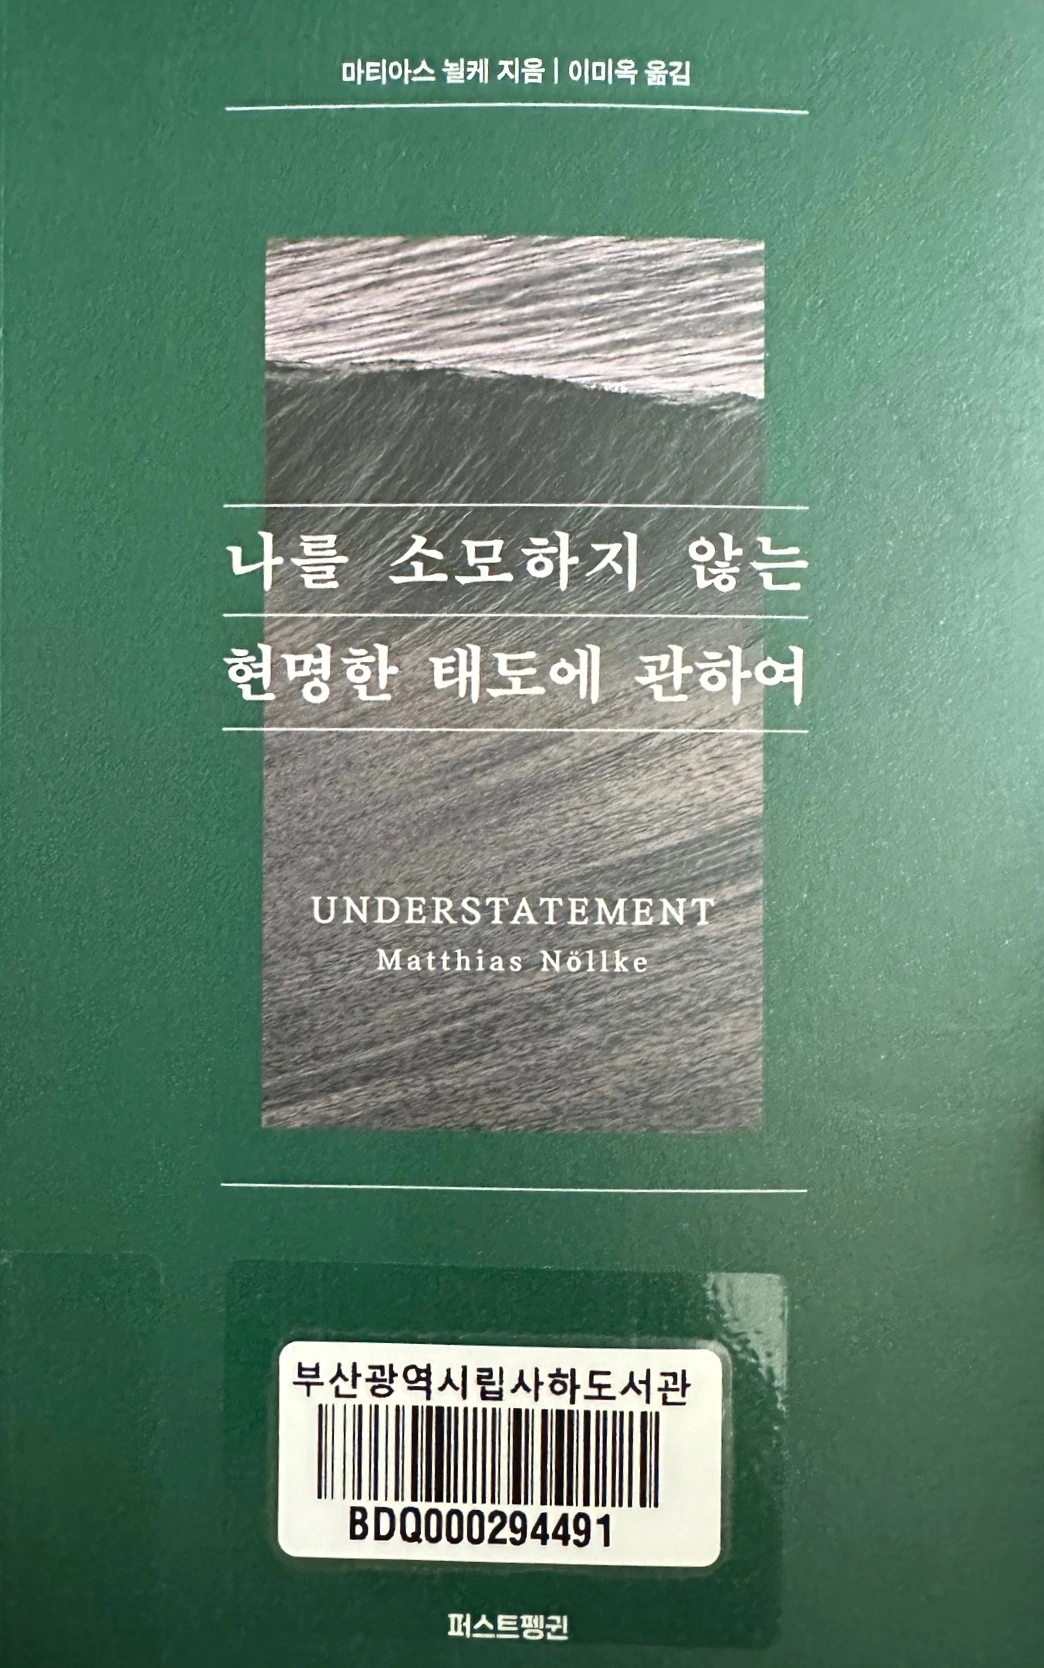 마티아스 뇔케 지음 | 이미옥 옮김
나를 소모하지 않는
현명한 태도에 관하여
UNDERSTATEMENT
Matthias Nöllke
부산광역시립사하도서관
BDQ000294491
퍼스트펭귄